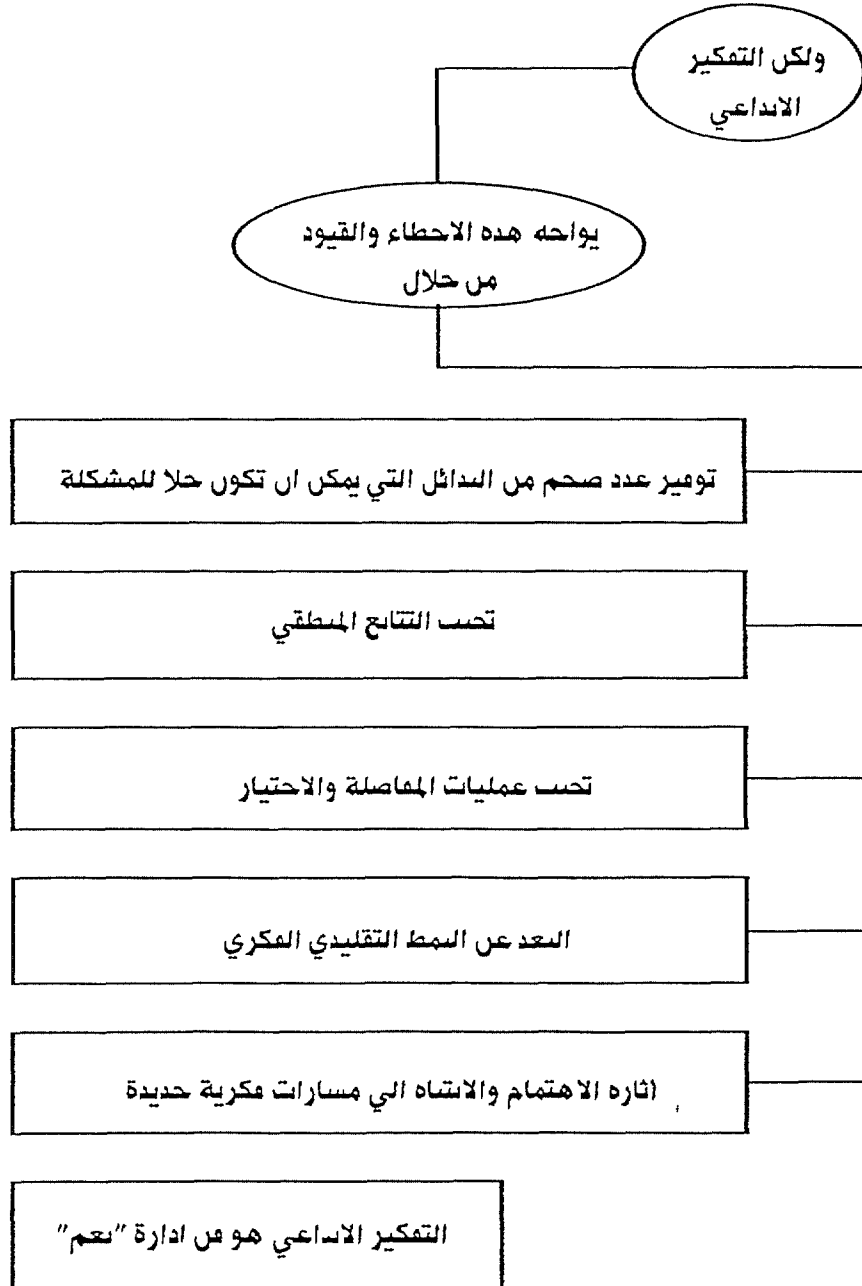 ولكن التفكير
الابداعي
يواجه هذه الاخطاء والقيود
من خلال
توفير عدد ضخم من البدائل التي يمكن ان تكون حلا للمشكلة
تجنب التتابع المنطقي
تجنب عمليات المفاضلة والاختيار
البعد عن النمط التقليدي الفكري
اثاره الاهتمام والانتباه الي مسارات فكرية جديدة
التفكير الابداعي هو فن ادارة "نعم"